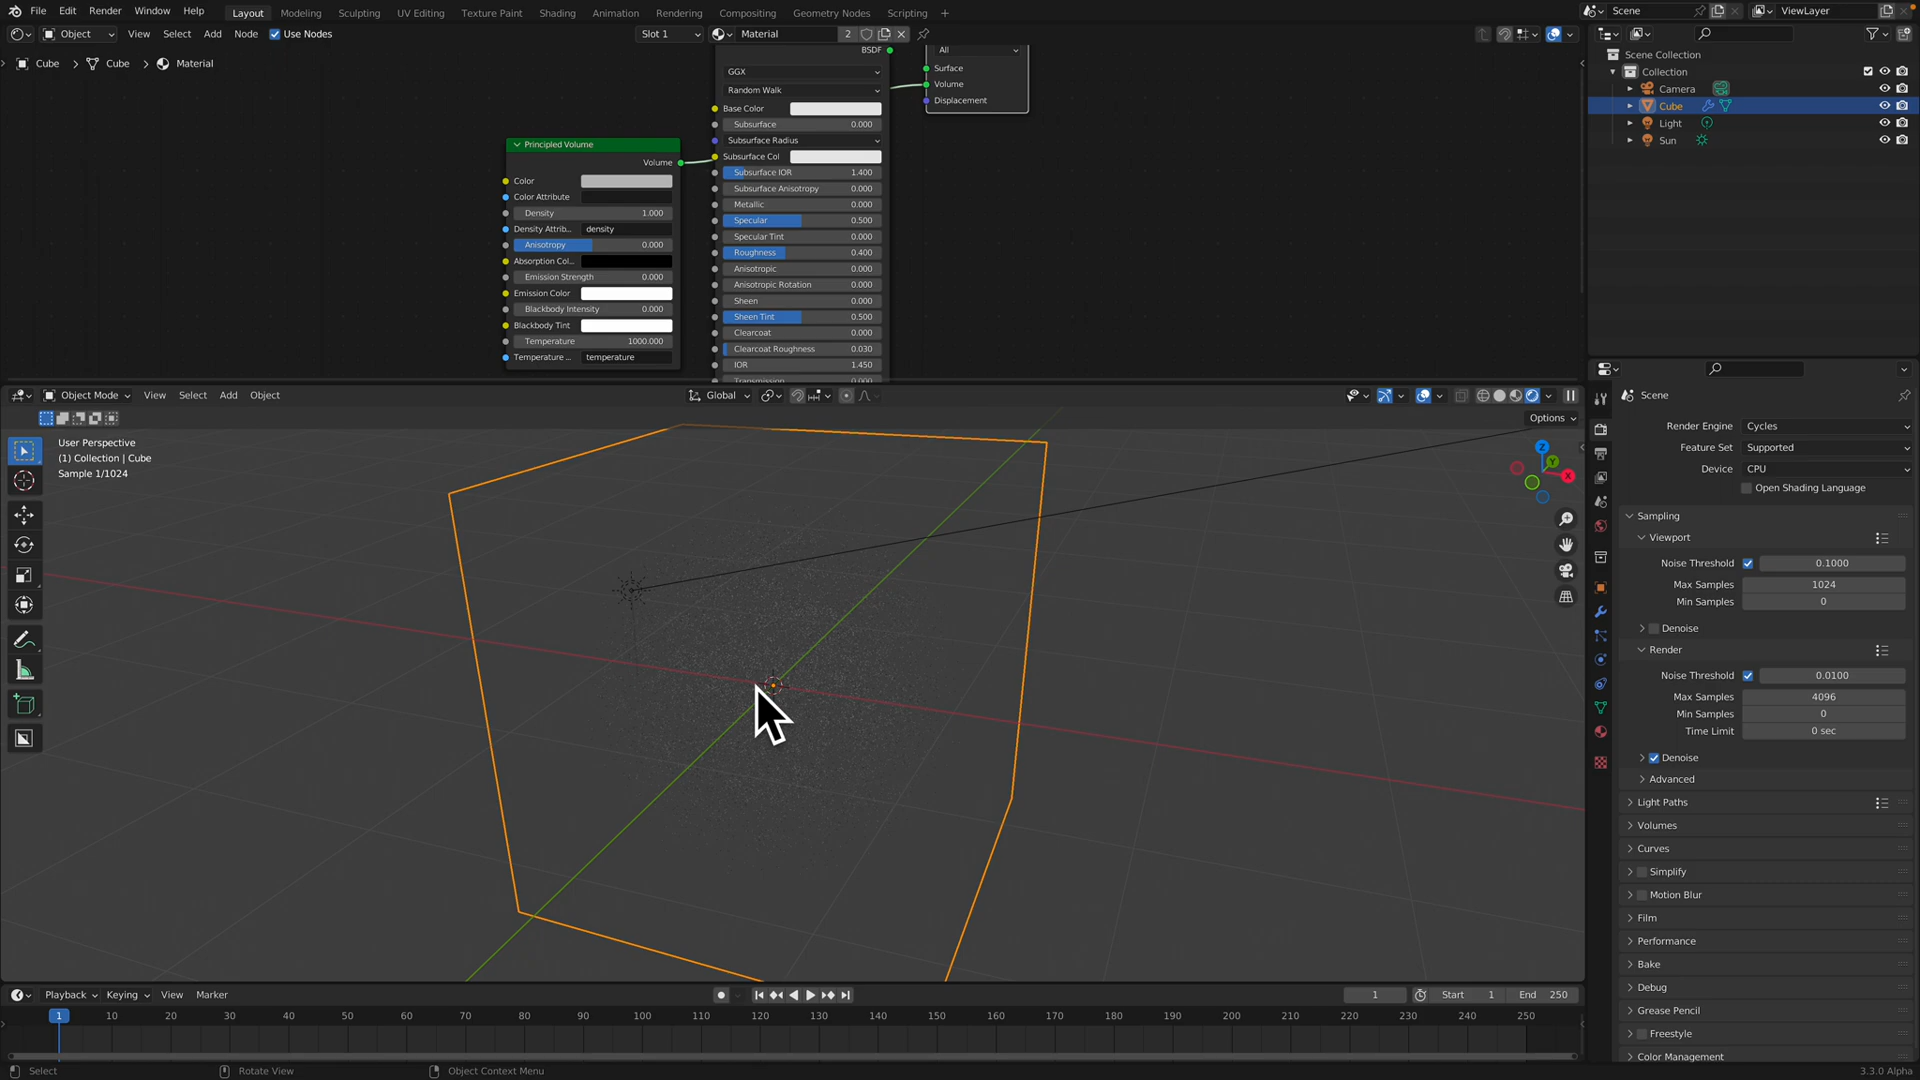 File Edit Render Window Help Layout Modeling Sculpting UV Editing Texture Paint Shading Animation Rendering Compositing Geometry Nodes Scripting + Scene ViewLayer
Object View Select Add Node Use Nodes Slot 1 Material 2
Cube > Cube > Material
BSDF
GGX
Random Walk
Base Color
Subsurface 0.000
Subsurface Radius
Subsurface Col
Subsurface IOR 1.400
Subsurface Anisotropy 0.000
Metallic 0.000
Specular 0.500
Specular Tint 0.000
Roughness 0.400
Anisotropic 0.000
Anisotropic Rotation 0.000
Sheen 0.000
Sheen Tint 0.500
Clearcoat 0.000
Clearcoat Roughness 0.030
IOR 1.450
Transmission 0.000
All
Surface
Volume
Displacement
Principled Volume
Volume
Color
Color Attribute
Density 1.000
Density Attrib... density
Anisotropy 0.000
Absorption Col...
Emission Strength 0.000
Emission Color
Blackbody Intensity 0.000
Blackbody Tint
Temperature 1000.000
Temperature ... temperature
Scene Collection
Collection
Camera
Cube
Light
Sun
Object Mode View Select Add Object Global
Options
User Perspective
(1) Collection | Cube
Sample 1/1024
Z
Y
X
Scene
Render Engine Cycles
Feature Set Supported
Device CPU
Open Shading Language
Sampling
Viewport
Noise Threshold 0.1000
Max Samples 1024
Min Samples 0
Denoise
Render
Noise Threshold 0.0100
Max Samples 4096
Min Samples 0
Time Limit 0 sec
Denoise
Advanced
Light Paths
Volumes
Curves
Simplify
Motion Blur
Film
Performance
Bake
Debug
Grease Pencil
Freestyle
Color Management
Playback Keying View Marker 1 Start 1 End 250
1 10 20 30 40 50 60 70 80 90 100 110 120 130 140 150 160 170 180 190 200 210 220 230 240 250
Select Rotate View Object Context Menu 3.3.0 Alpha